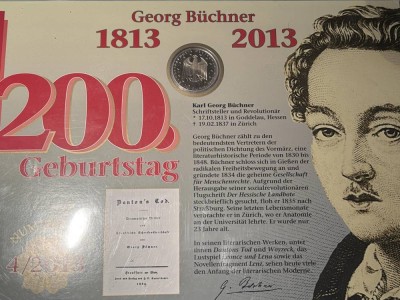 Georg Büchner
1813 2013
200.
Geburtstag
Karl Georg Büchner
Schriftsteller und Revolutionär
* 17.10.1813 in Goddelau, Hessen
† 19.02.1837 in Zürich.
Georg Büchner zählt zu den
bedeutendsten Vertretern der
politischen Dichtung des Vormärz, eine
literaturhistorische Periode von 1830 bis
1848. Büchner schloss sich in Gießen der
radikalen Freiheitsbewegung an und
gründete 1834 die geheime Gesellschaft
für Menschenrechte. Aufgrund der
Herausgabe seiner sozialrevolutionären
Flugschrift Der Hessische Landbote
steckbrieflich gesucht, floh er 1835 nach
Straßburg. Seine letzten Lebensmonate
verbrachte er in Zürich, wo er Anatomie
an der Universität lehrte. Er wurde nur
23 Jahre alt.
In seinen literarischen Werken, unter
ihnen Dantons Tod und Woyzeck, das
Lustspiel Leonce und Lena sowie das
Novellenfragment Lenz, sehen heute viele
den Anfang der literarischen Moderne.
Danton's Tod.
Georg Büchner